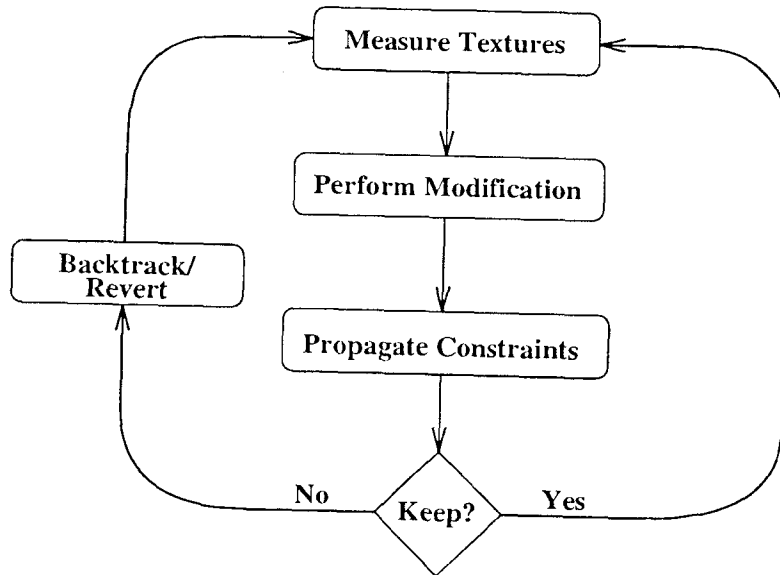 Measure Textures
Perform Modification
Backtrack/
Revert
Propagate Constraints
No
Keep?
Yes